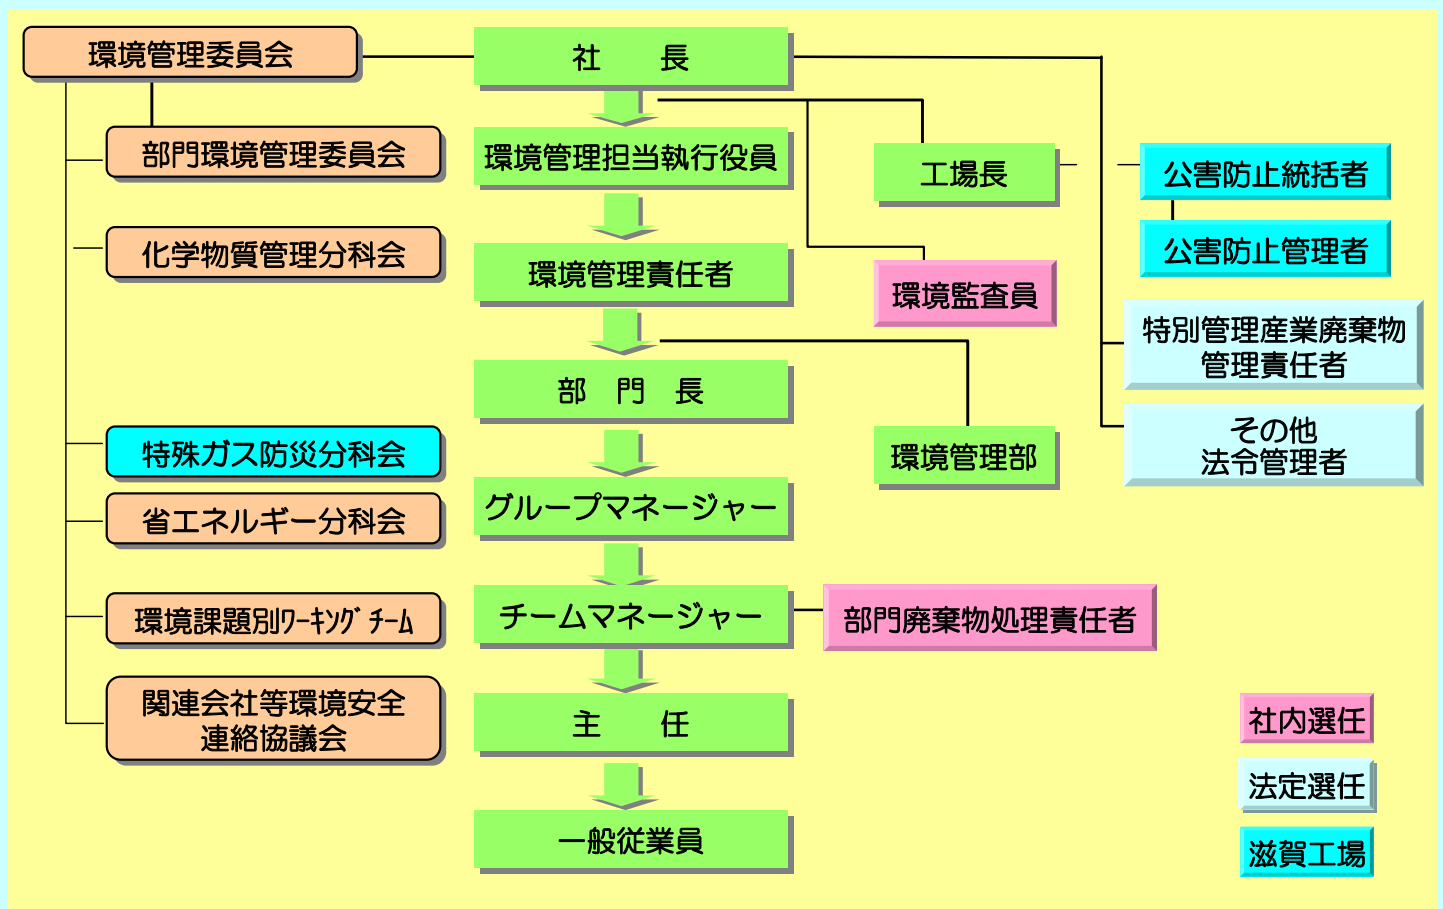 環境管理委員会
部門環境管理委員会
化学物質管理分科会
特殊ガス防災分科会
省エネルギー分科会
環境課題別ﾜｰｷﾝｸﾞﾁｰﾑ
関連会社等環境安全
連絡協議会
社　　長
環境管理担当執行役員
環境管理責任者
部　門　長
グループマネージャー
チームマネージャー
主　　任
一般従業員
工場長
環境監査員
環境管理部
部門廃棄物処理責任者
公害防止統括者
公害防止管理者
特別管理産業廃棄物
管理責任者
その他
法令管理者
社内選任
法定選任
滋賀工場